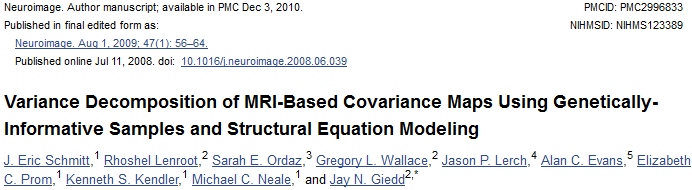 Neuroimage. Author manuscript; available in PMC Dec 3, 2010. PMCID: PMC2996833
Published in final edited form as: NIHMSID: NIHMS123389
Neuroimage. Aug 1, 2009; 47(1): 56–64.
Published online Jul 11, 2008. doi: 10.1016/j.neuroimage.2008.06.039
Variance Decomposition of MRI-Based Covariance Maps Using Genetically-
Informative Samples and Structural Equation Modeling
J. Eric Schmitt,1 Rhoshel Lenroot,2 Sarah E. Ordaz,3 Gregory L. Wallace,2 Jason P. Lerch,4 Alan C. Evans,5 Elizabeth
C. Prom,1 Kenneth S. Kendler,1 Michael C. Neale,1 and Jay N. Giedd2,*